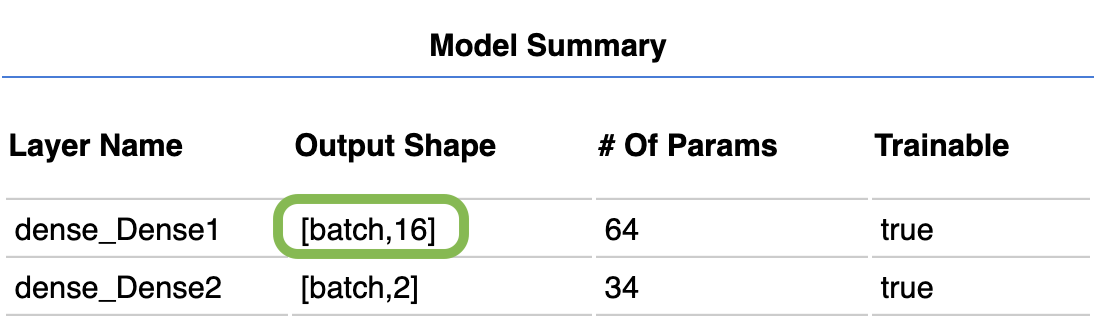 Model Summary
Layer Name Output Shape # Of Params Trainable
dense_Dense1 [batch,16] 64 true
dense_Dense2 [batch,2] 34 true